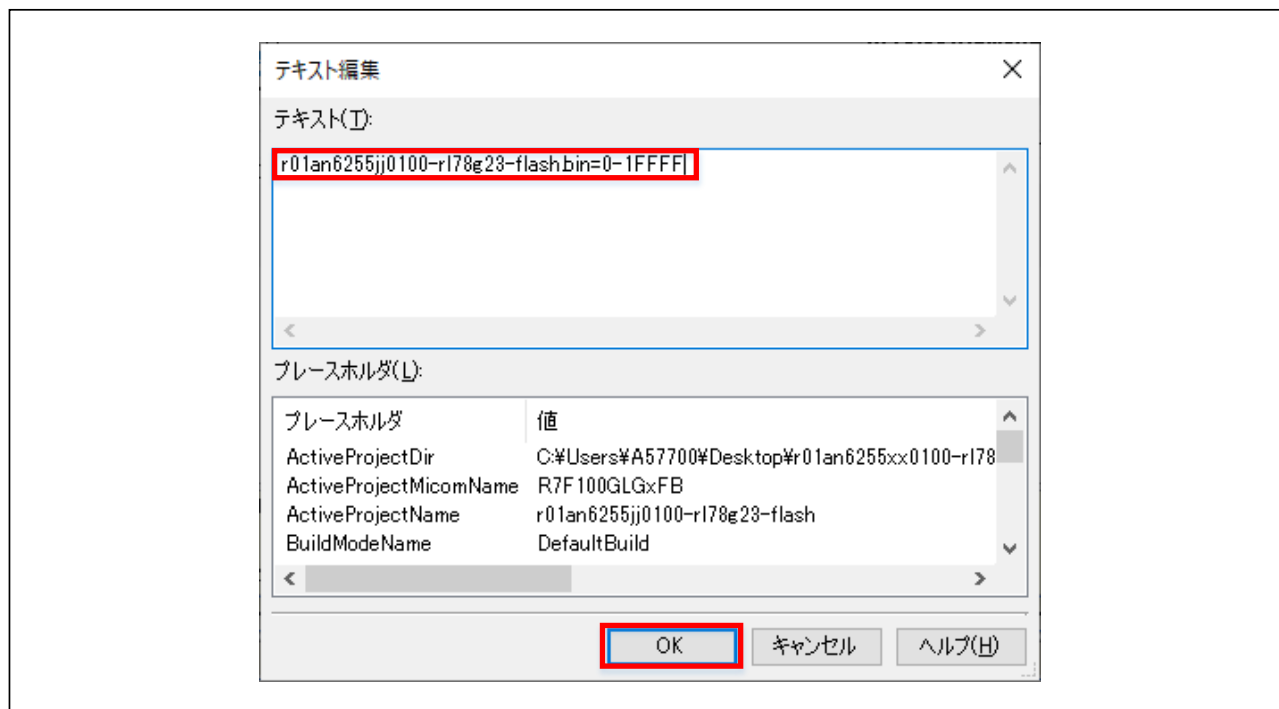 テキスト編集
テキスト(T):
r01an6255jj0100-rl78g23-flash.bin=0-1FFFF
プレースホルダ(L):
プレースホルダ 値
ActiveProjectDir C:¥Users¥A57700¥Desktop¥r01an6255xx0100-rl78
ActiveProjectMicomName R7F100GLGxFB
ActiveProjectName r01an6255jj0100-rl78g23-flash
BuildModeName DefaultBuild
OK キャンセル ヘルプ(H)